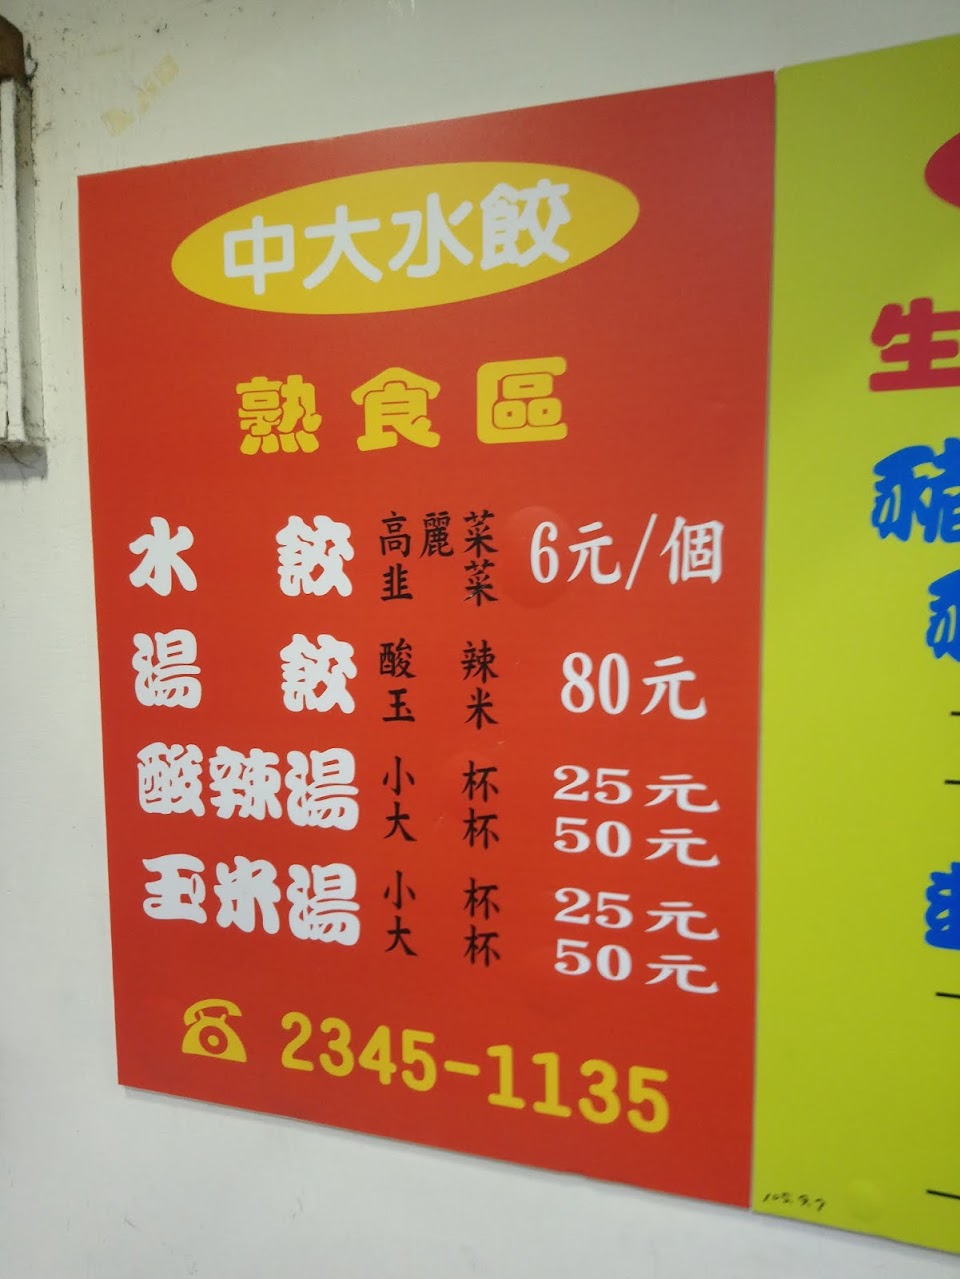 中大水餃
熟食區
水餃 高麗菜 韭菜 6元/個
湯餃 酸辣 玉米 80元
酸辣湯 小杯 25元
大杯 50元
玉米湯 小杯 25元
大杯 50元
☎ 2345-1135
生
豬